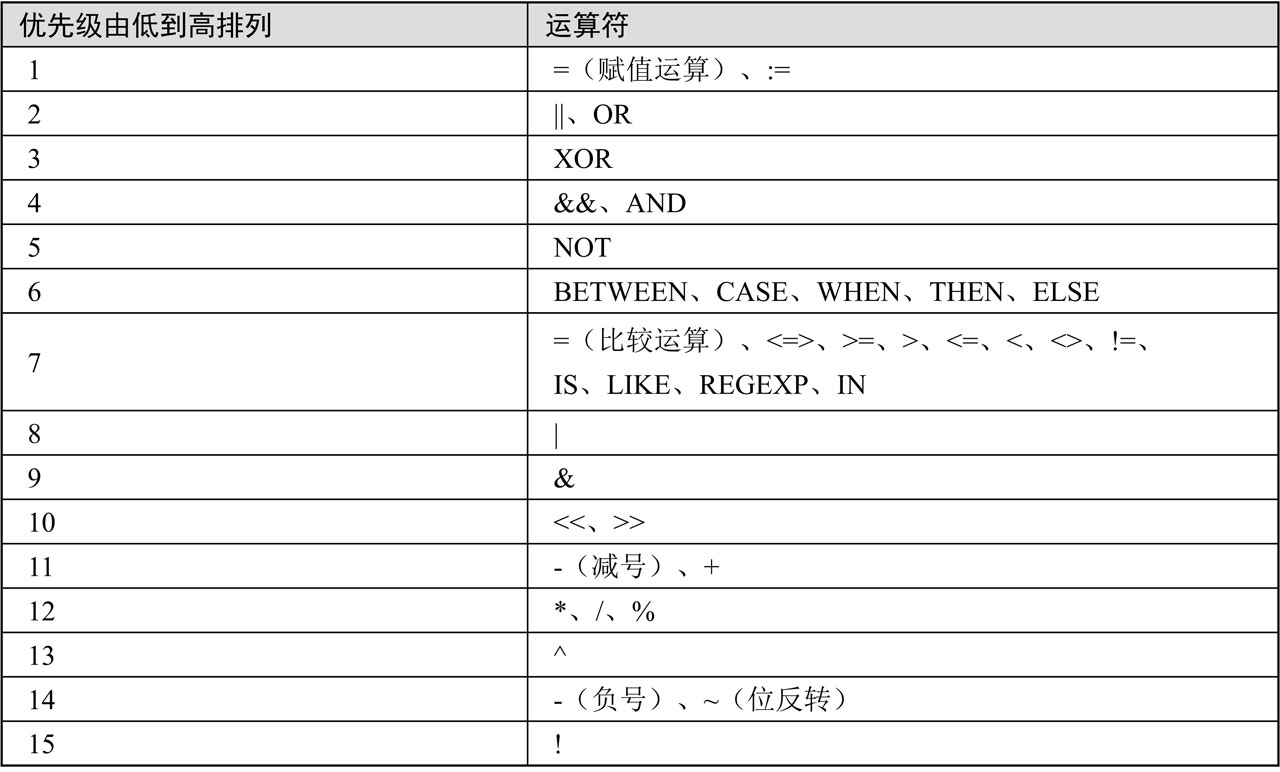 优先级由低到高排列 运算符
1 =（赋值运算）、:=
2 ||、OR
3 XOR
4 &&、AND
5 NOT
6 BETWEEN、CASE、WHEN、THEN、ELSE
7 =（比较运算）、<=>、>=、>、<=、<、<>、!=、
IS、LIKE、REGEXP、IN
8 |
9 &
10 <<、>>
11 -（减号）、+
12 *、/、%
13 ^
14 -（负号）、~（位反转）
15 !